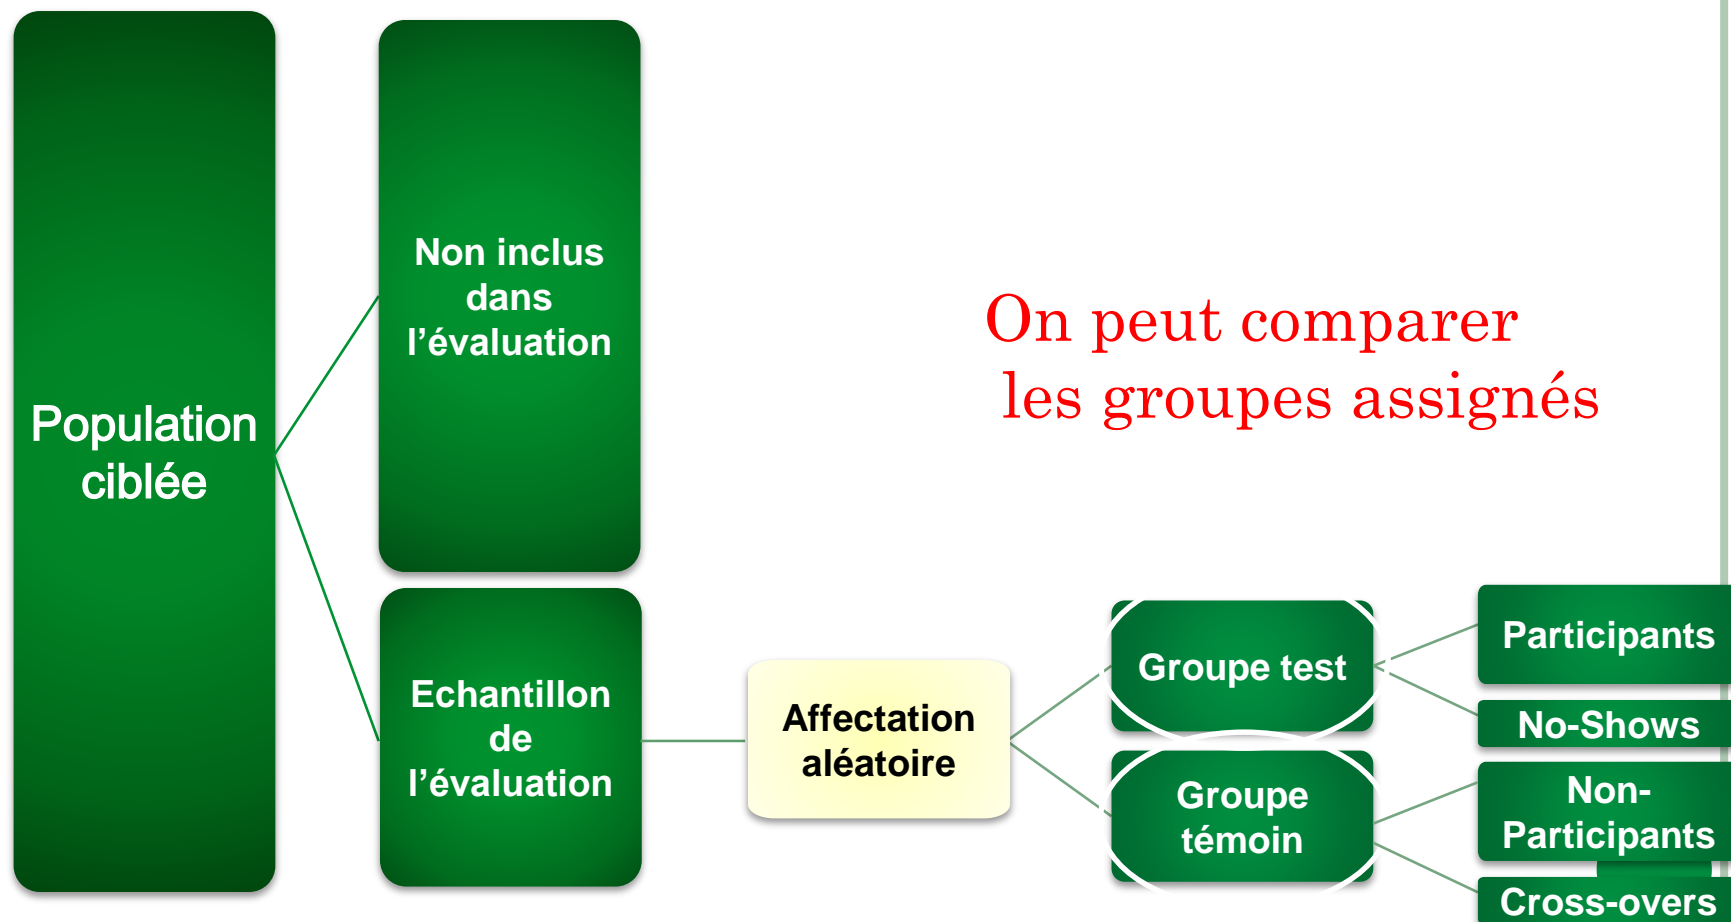 Population
ciblée
Non inclus
dans
l’évaluation
Echantillon
de
l’évaluation
On peut comparer
les groupes assignés
Affectation
aléatoire
Groupe test
Groupe
témoin
Participants
No-Shows
Non-
Participants
Cross-overs